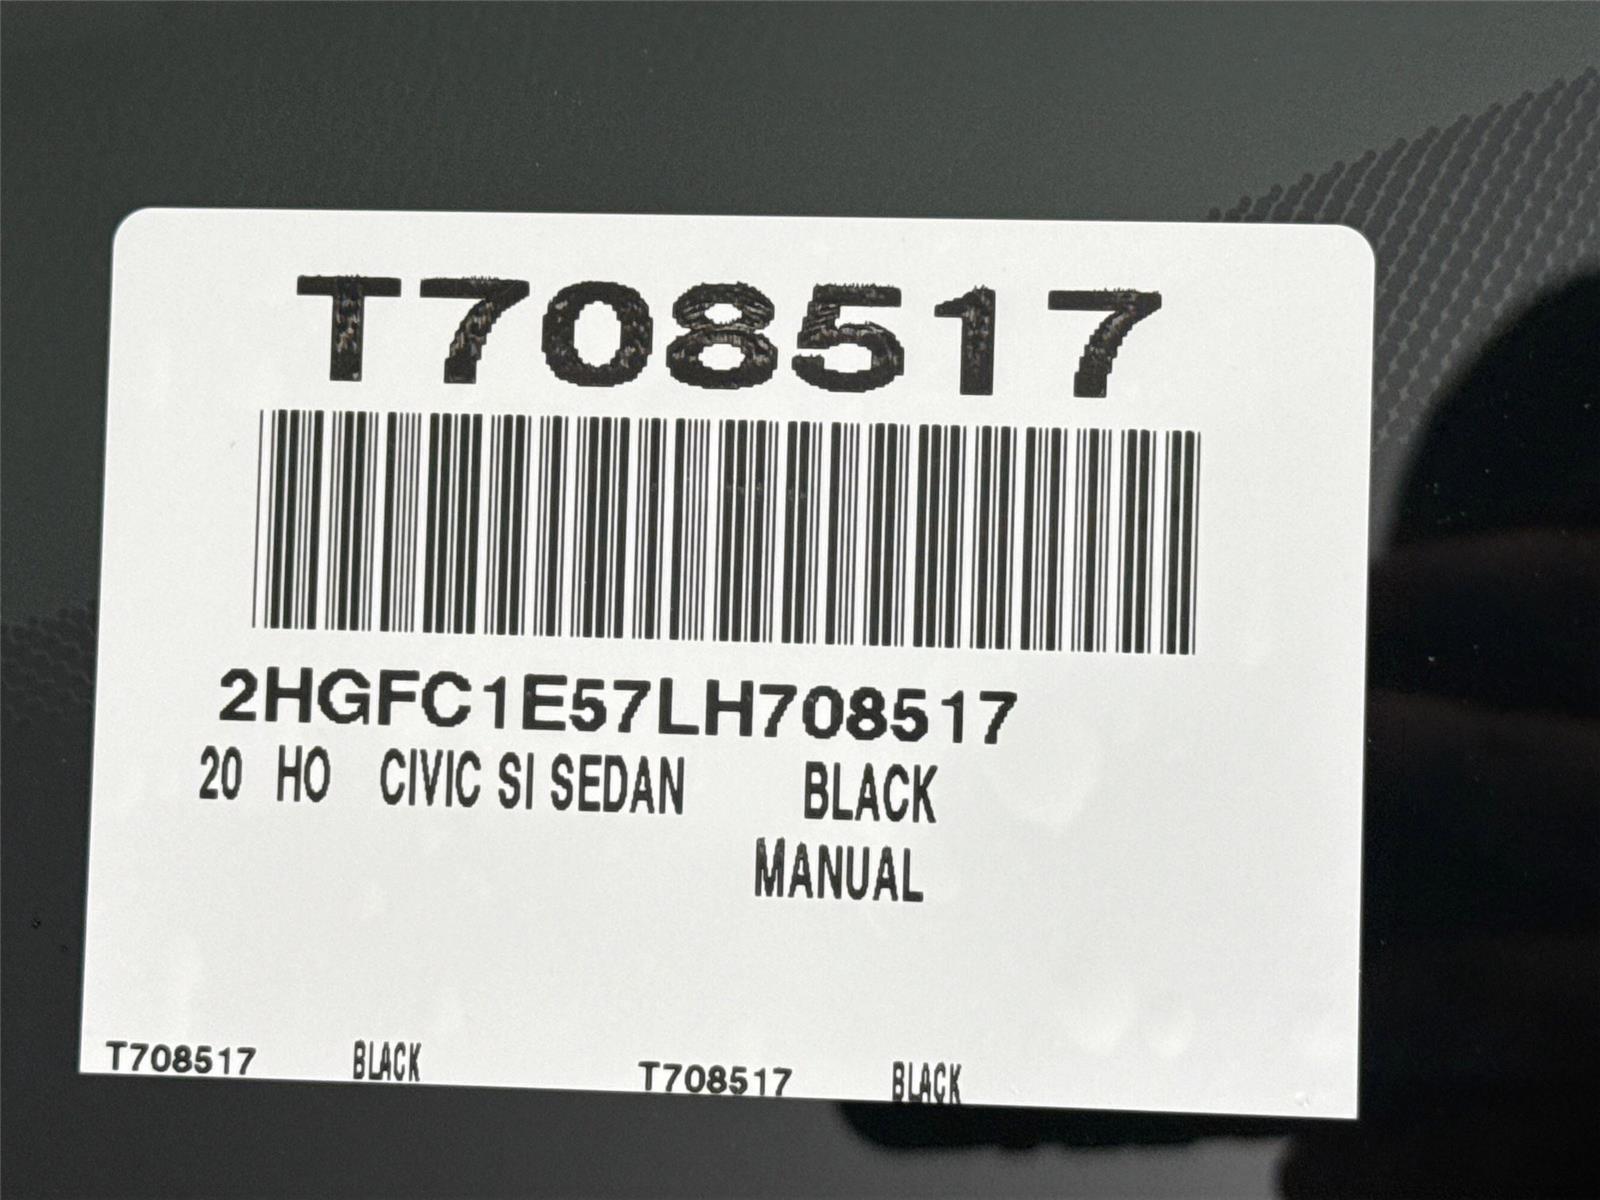 T708517
2HGFC1E57LH708517
20 HO CIVIC SI SEDAN BLACK
MANUAL
T708517 BLACK T708517 BLACK